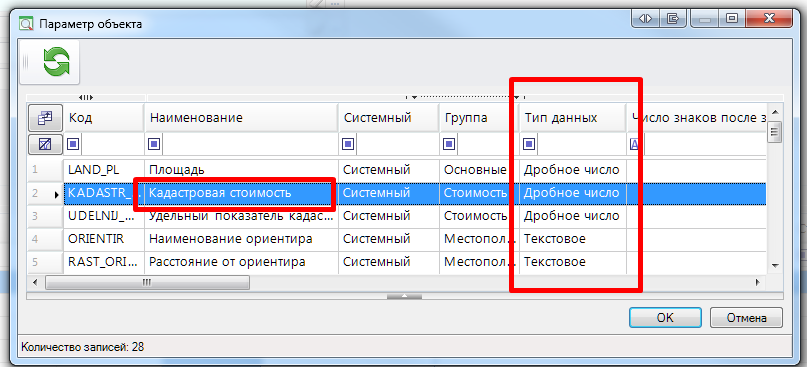 Параметр объекта
Код Наименование Системный Группа Тип данных Число знаков после з
1 LAND_PL Площадь Системный Основные Дробное число
2 KADASTR_... Кадастровая стоимость Системный Стоимость Дробное число
3 UDELNIJ_... Удельный показатель кадас... Системный Стоимость Дробное число
4 ORIENTIR Наименование ориентира Системный Местопол... Текстовое
5 RAST_ORI... Расстояние от ориентира Системный Местопол... Текстовое
OK Отмена
Количество записей: 28